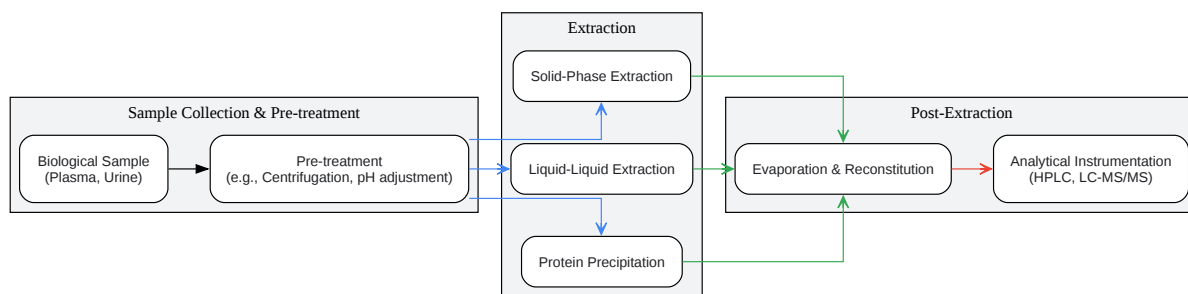 Sample Collection & Pre-treatment
Biological Sample
(Plasma, Urine)
Pre-treatment
(e.g., Centrifugation, pH adjustment)
Extraction
Solid-Phase Extraction
Liquid-Liquid Extraction
Protein Precipitation
Post-Extraction
Evaporation & Reconstitution
Analytical Instrumentation
(HPLC, LC-MS/MS)